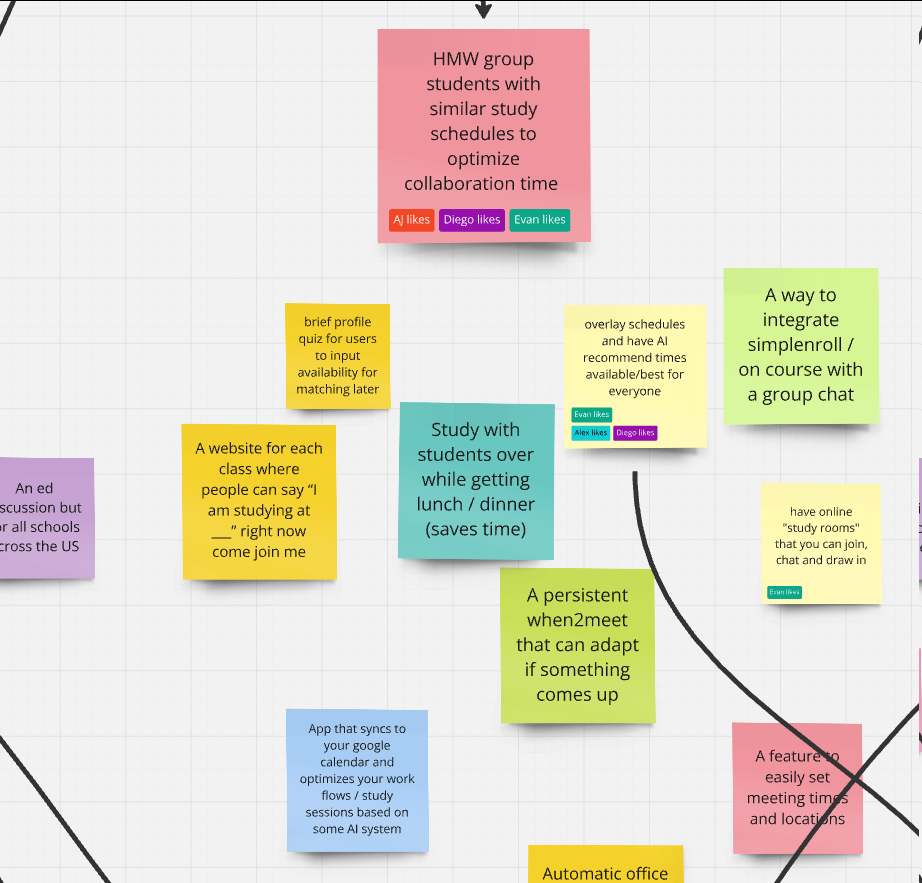 HMW group
students with
similar study
schedules to
optimize
collaboration time
AJ likes Diego likes Evan likes
brief profile
quiz for users
to input
availability for
matching later
overlay schedules
and have AI
recommend times
available/best for
everyone
Evan likes
Alex likes Diego likes
A way to
integrate
simplenroll /
on course with
a group chat
A website for each
class where
people can say “I
am studying at
___” right now
come join me
Study with
students over
while getting
lunch / dinner
(saves time)
An ed
scussion but
or all schools
cross the US
have online
"study rooms"
that you can join,
chat and draw in
Evan likes
A persistent
when2meet
that can adapt
if something
comes up
App that syncs to
your google
calendar and
optimizes your work
flows / study
sessions based on
some AI system
A feature to
easily set
meeting times
and locations
Automatic office